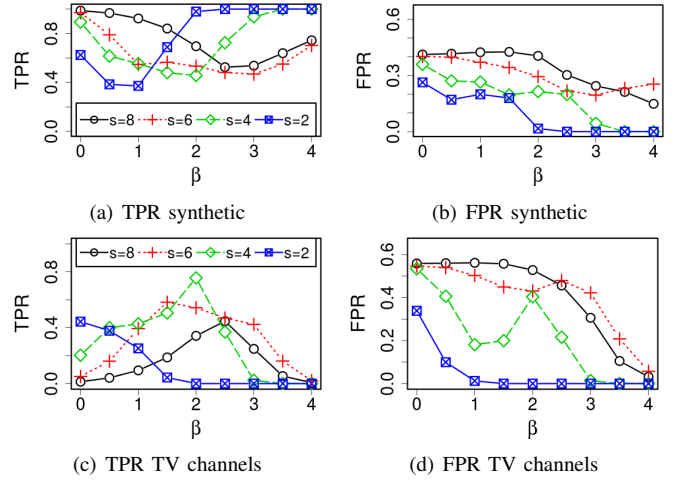 TPR
0.0 0.4 0.8
s=8 s=6 s=4 s=2
0 1 2 3 4
β
(a) TPR synthetic
FPR
0.0 0.3 0.6
0 1 2 3 4
β
(b) FPR synthetic
TPR
0.0 0.4 0.8
s=8 s=6 s=4 s=2
0 1 2 3 4
β
(c) TPR TV channels
FPR
0.0 0.2 0.4 0.6
0 1 2 3 4
β
(d) FPR TV channels